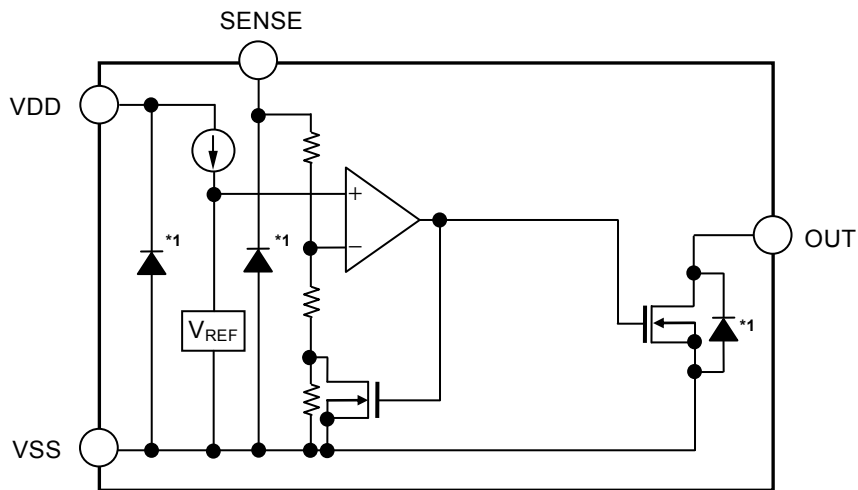 SENSE
VDD
*1
*1
+
−
OUT
VREF
*1
VSS